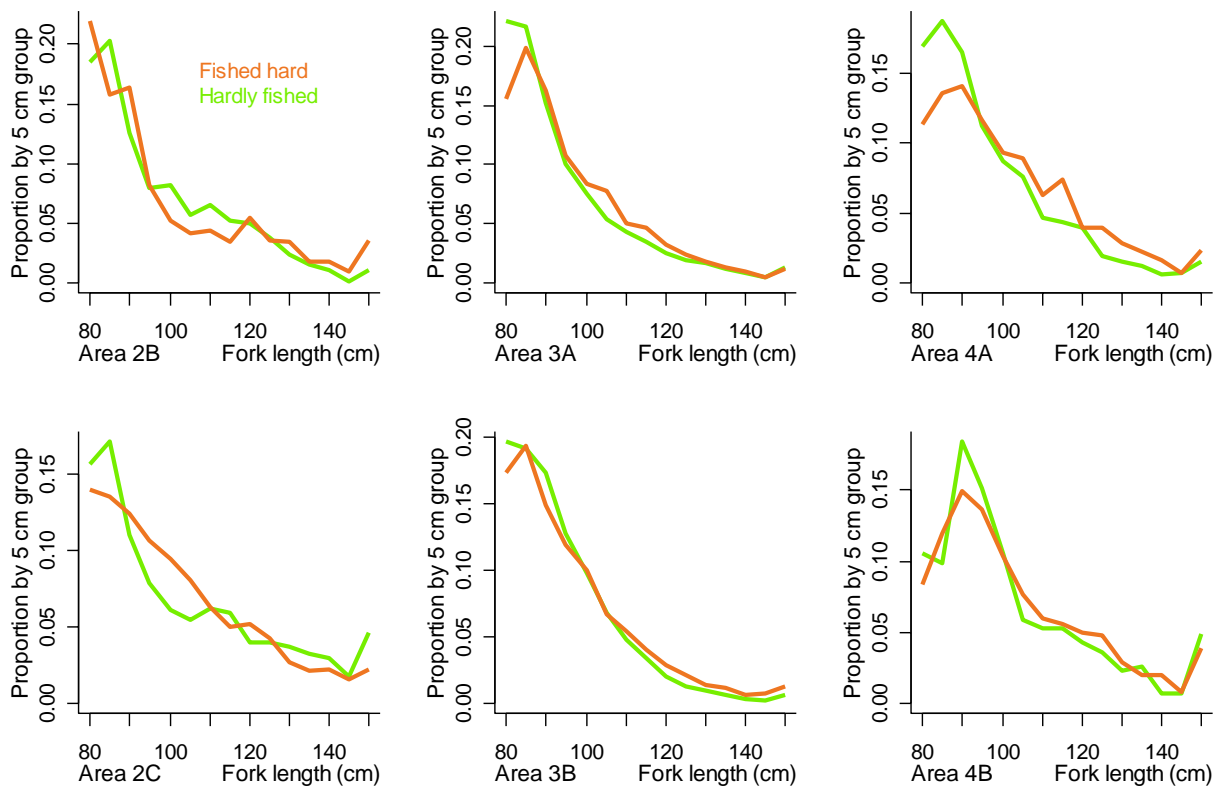 Proportion by 5 cm group
0.00 0.05 0.10 0.15 0.20
Fished hard
Hardly fished
80 100 120 140
Area 2B Fork length (cm)
Proportion by 5 cm group
0.00 0.05 0.10 0.15 0.20
80 100 120 140
Area 3A Fork length (cm)
Proportion by 5 cm group
0.00 0.05 0.10 0.15
80 100 120 140
Area 4A Fork length (cm)
Proportion by 5 cm group
0.00 0.05 0.10 0.15
80 100 120 140
Area 2C Fork length (cm)
Proportion by 5 cm group
0.00 0.05 0.10 0.15 0.20
80 100 120 140
Area 3B Fork length (cm)
Proportion by 5 cm group
0.00 0.05 0.10 0.15
80 100 120 140
Area 4B Fork length (cm)